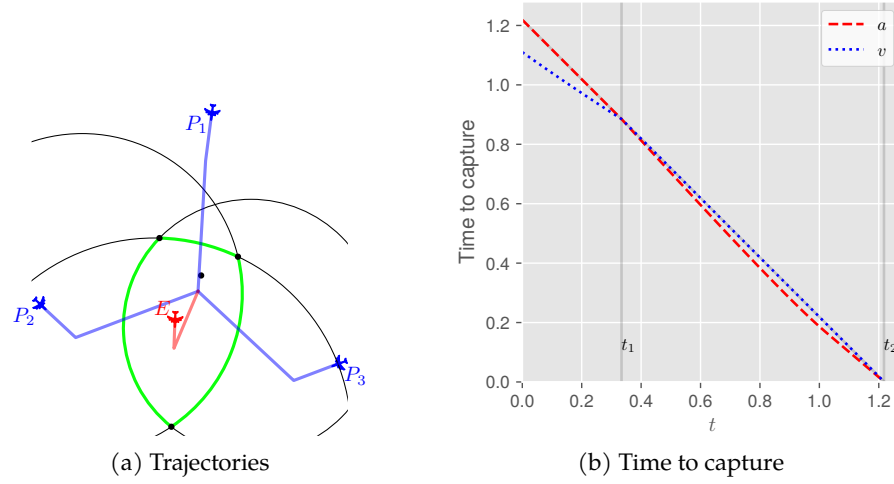 P₁
P₂
E
P₃
(a) Trajectories
Time to capture
1.2
1.0
0.8
0.6
0.4
0.2
0.0
0.0 0.2 0.4 0.6 0.8 1.0 1.2
t
a
v
t₁
t₂
(b) Time to capture